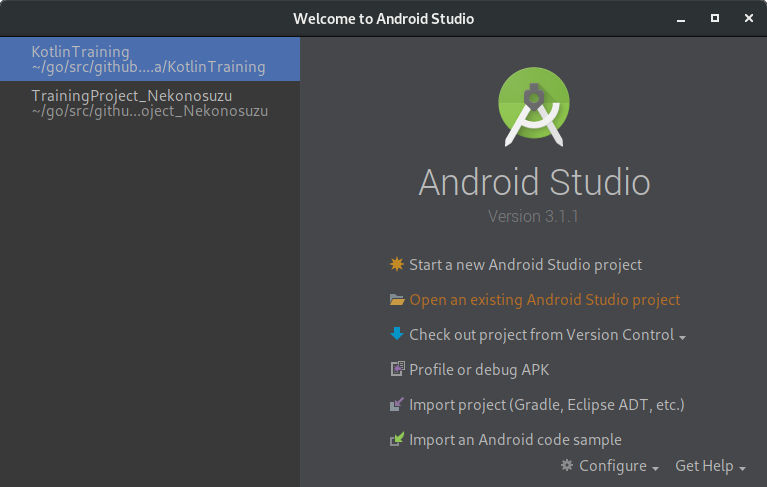 Welcome to Android Studio
KotlinTraining
~/go/src/github....a/KotlinTraining
TrainingProject_Nekonosuzu
~/go/src/githu...oject_Nekonosuzu
Android Studio
Version 3.1.1
Start a new Android Studio project
Open an existing Android Studio project
Check out project from Version Control
Profile or debug APK
Import project (Gradle, Eclipse ADT, etc.)
Import an Android code sample
Configure Get Help